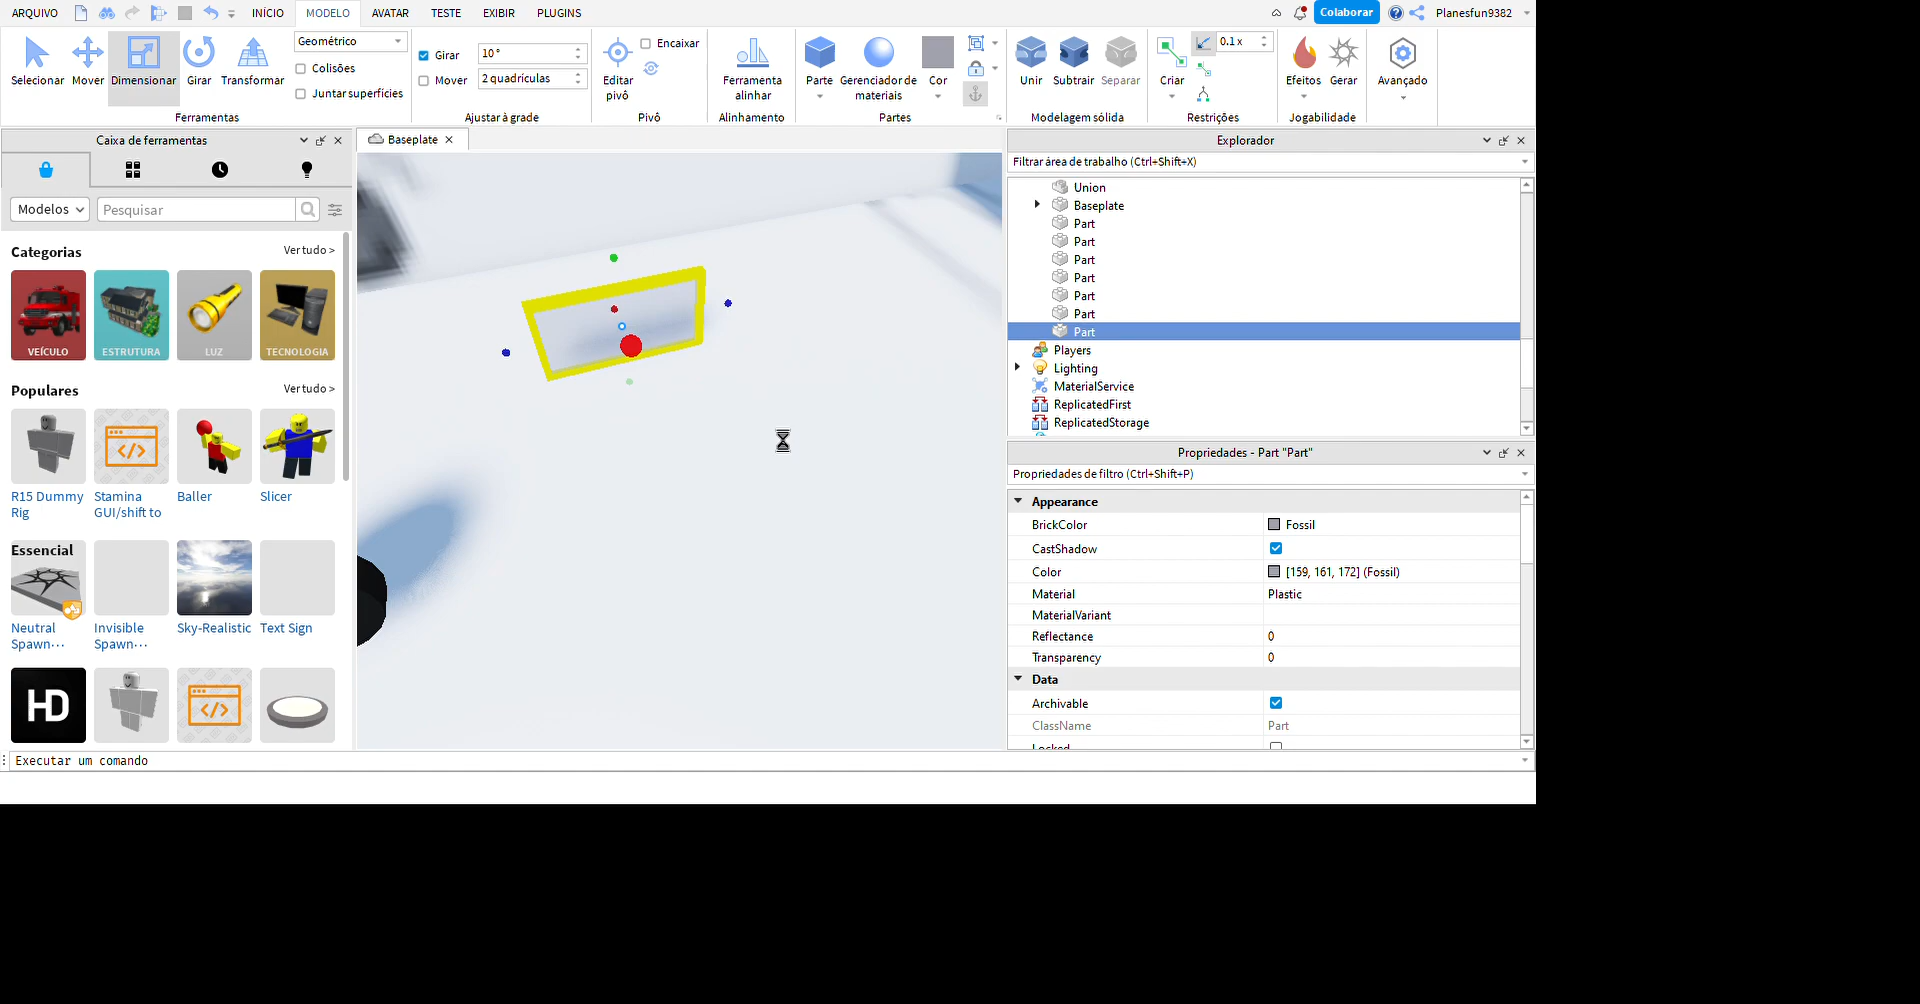 ARQUIVO
INÍCIO
MODELO
AVATAR
TESTE
EXIBIR
PLUGINS
Colaborar
Planesfun9382
Selecionar
Mover
Dimensionar
Girar
Transformar
Geométrico
Colisões
Juntar superfícies
Ferramentas
Girar
10 °
Mover
2 quadrículas
Ajustar à grade
Editar
pivô
Encaixar
Pivô
Ferramenta
alinhar
Alinhamento
Parte
Gerenciador de
materiais
Cor
Partes
Unir
Subtrair
Separar
Modelagem sólida
Criar
0.1 x
Restrições
Efeitos
Gerar
Jogabilidade
Avançado
Caixa de ferramentas
Modelos
Pesquisar
Categorias
Ver tudo >
VEÍCULO
ESTRUTURA
LUZ
TECNOLOGIA
Populares
Ver tudo >
R15 Dummy
Rig
Stamina
GUI/shift to
Baller
Slicer
Essencial
Neutral
Spawn···
Invisible
Spawn···
Sky-Realistic
Text Sign
HD
Baseplate
Explorador
Filtrar área de trabalho (Ctrl+Shift+X)
Union
Baseplate
Part
Part
Part
Part
Part
Part
Part
Players
Lighting
MaterialService
ReplicatedFirst
ReplicatedStorage
Propriedades - Part "Part"
Propriedades de filtro (Ctrl+Shift+P)
Appearance
BrickColor
Fossil
CastShadow
Color
[159, 161, 172] (Fossil)
Material
Plastic
MaterialVariant
Reflectance
0
Transparency
0
Data
Archivable
ClassName
Part
Locked
Executar um comando